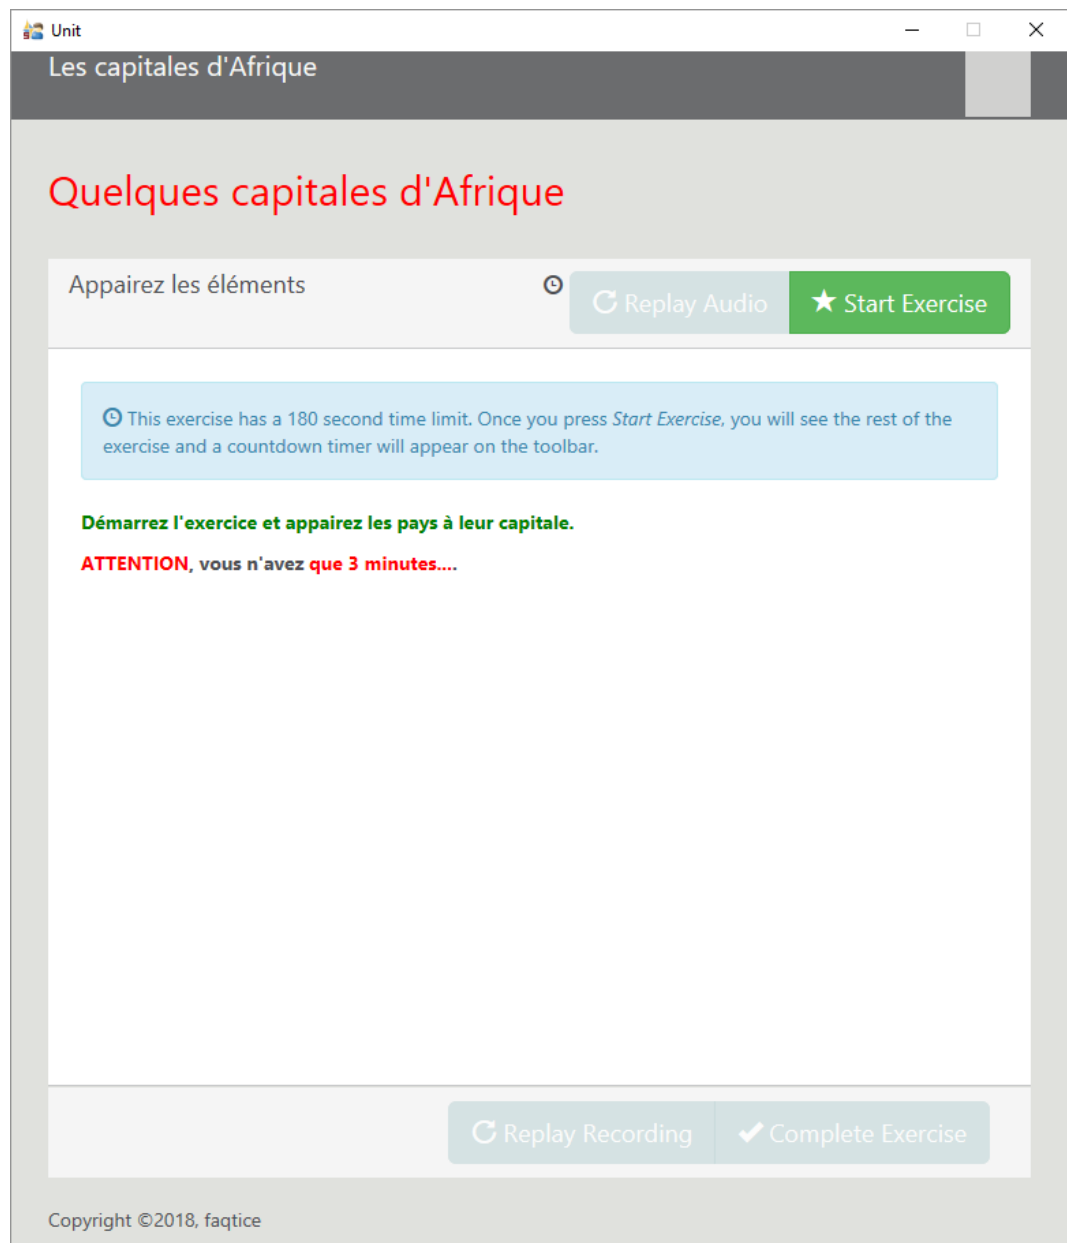 Unit
Les capitales d'Afrique
Quelques capitales d'Afrique
Appairez les éléments
Replay Audio
Start Exercise
This exercise has a 180 second time limit. Once you press Start Exercise, you will see the rest of the
exercise and a countdown timer will appear on the toolbar.
Démarrez l'exercice et appairez les pays à leur capitale.
ATTENTION, vous n'avez que 3 minutes....
Replay Recording
Complete Exercise
Copyright ©2018, faqtice